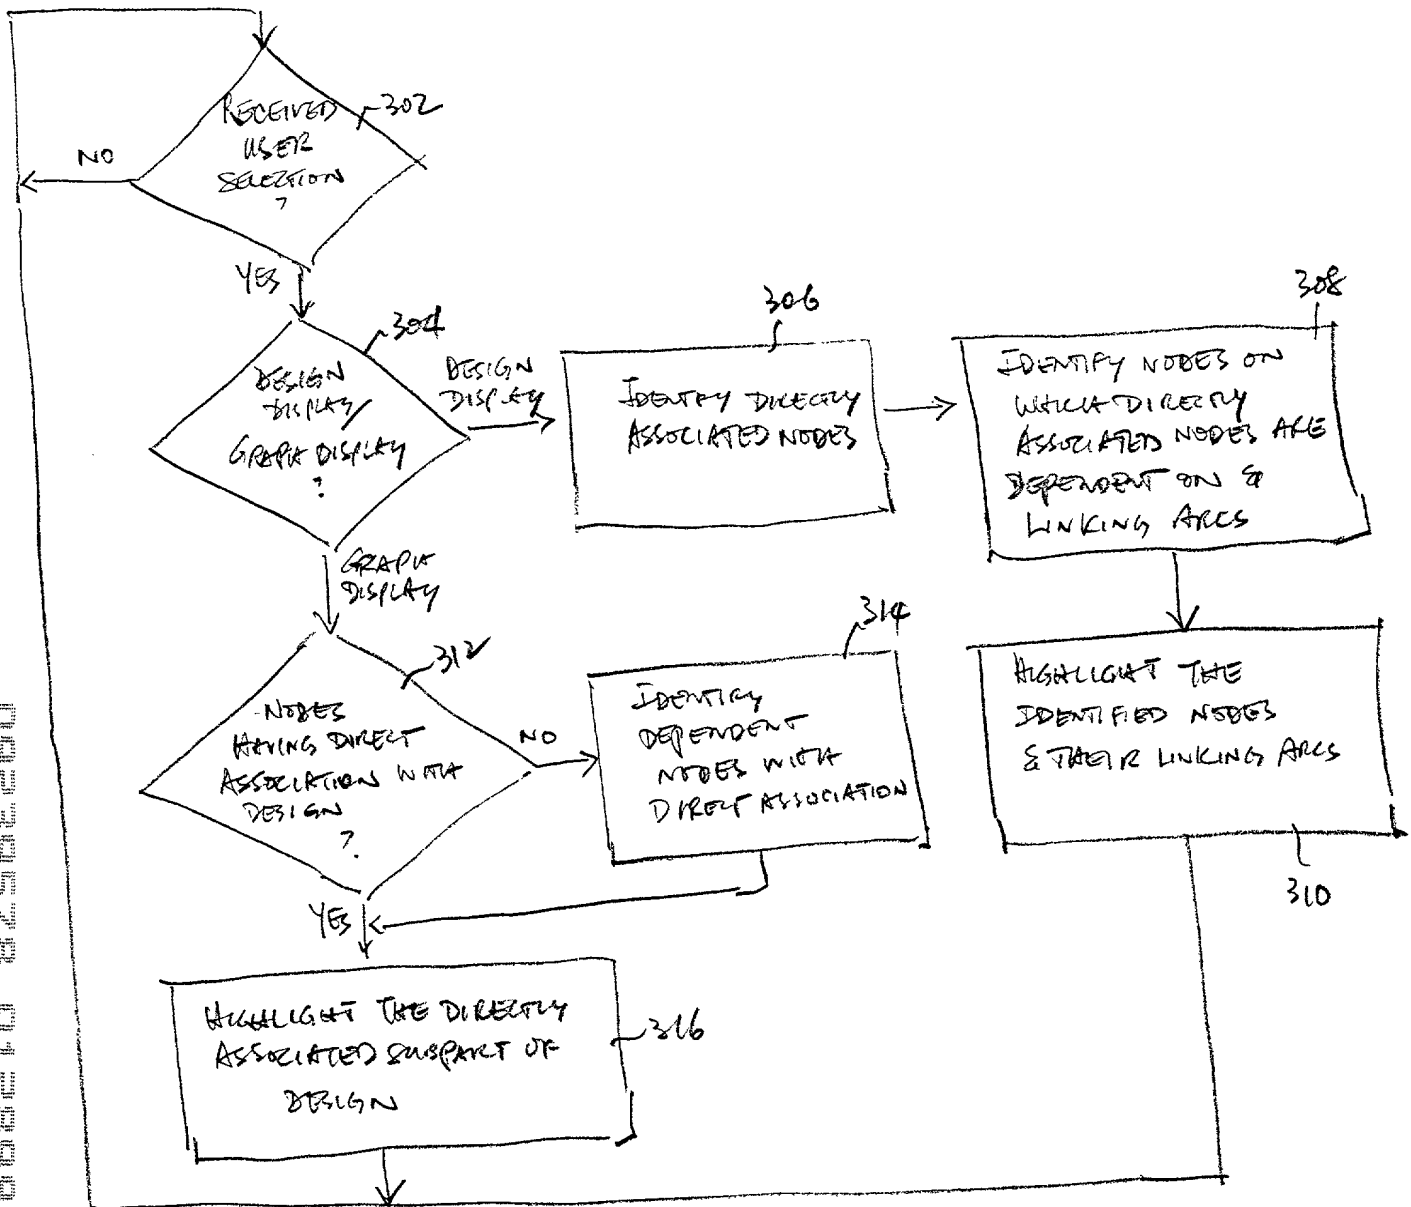 RECEIVED
USER
SELECTION
?
302
NO
YES
304
DESIGN
DISPLAY/
GRAPH DISPLAY
?
DESIGN
DISPLAY
306
IDENTIFY DIRECTLY
ASSOCIATED NODES
308
IDENTIFY NODES ON
WHICH DIRECTLY
ASSOCIATED NODES ARE
DEPENDENT ON &
LINKING ARCS
GRAPH
DISPLAY
312
NODES
HAVING DIRECT
ASSOCIATION WITH
DESIGN
?
NO
314
IDENTIFY
DEPENDENT
NODES WITH
DIRECT ASSOCIATION
HIGHLIGHT THE
IDENTIFIED NODES
& THEIR LINKING ARCS
310
YES
HIGHLIGHT THE DIRECTLY
ASSOCIATED SUBPART OF
DESIGN
316